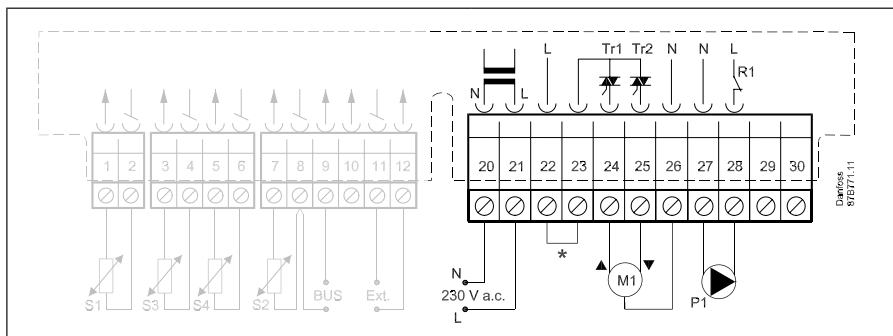 L Tr1 Tr2 N N L
R1
N L
1 2 3 4 5 6 7 8 9 10 11 12 20 21 22 23 24 25 26 27 28 29 30
Danfoss
87B771.11
*
N
S1 S3 S4 S2 BUS Ext. 230 V a.c. M1 P1
L